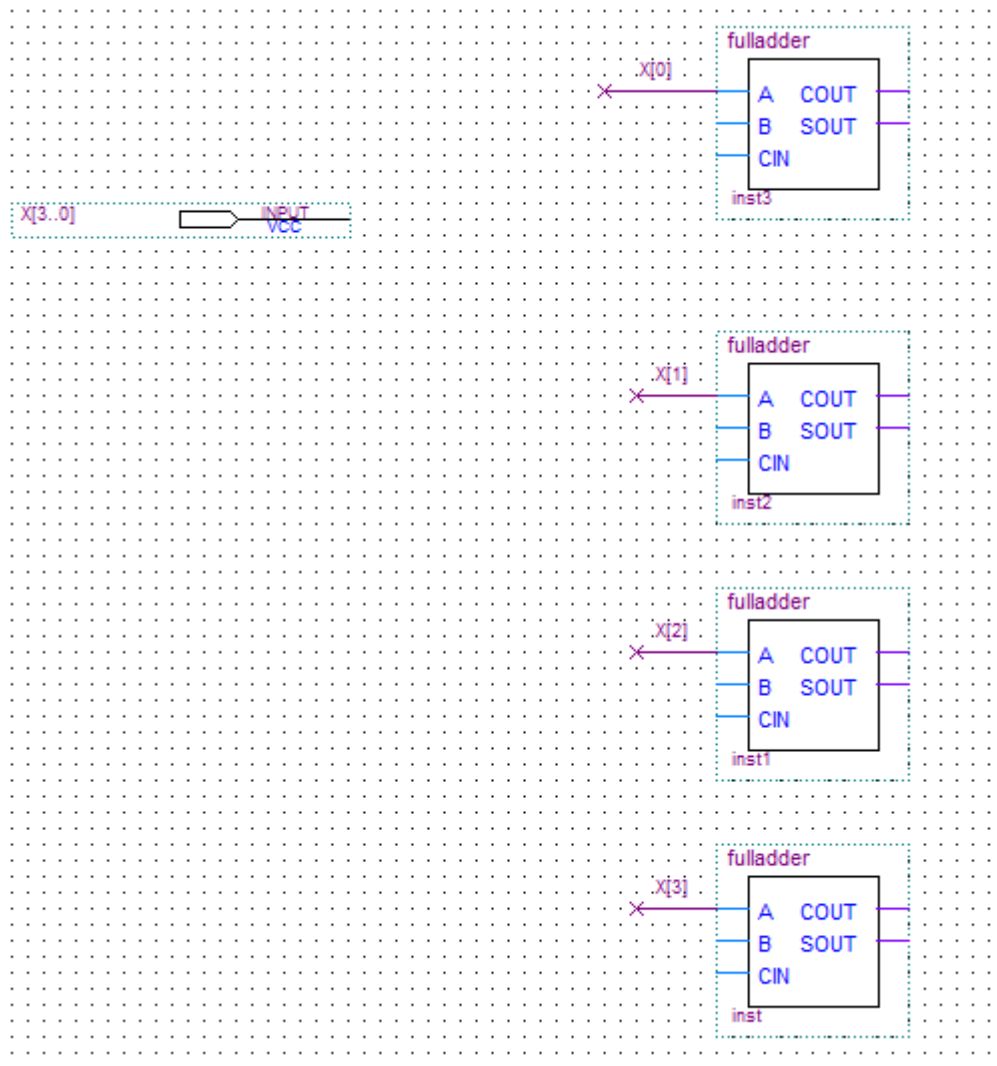 fulladder
X[0]
A COUT
B SOUT
CIN
inst3
X[3..0] INPUT
VCC
fulladder
X[1]
A COUT
B SOUT
CIN
inst2
fulladder
X[2]
A COUT
B SOUT
CIN
inst1
fulladder
X[3]
A COUT
B SOUT
CIN
inst